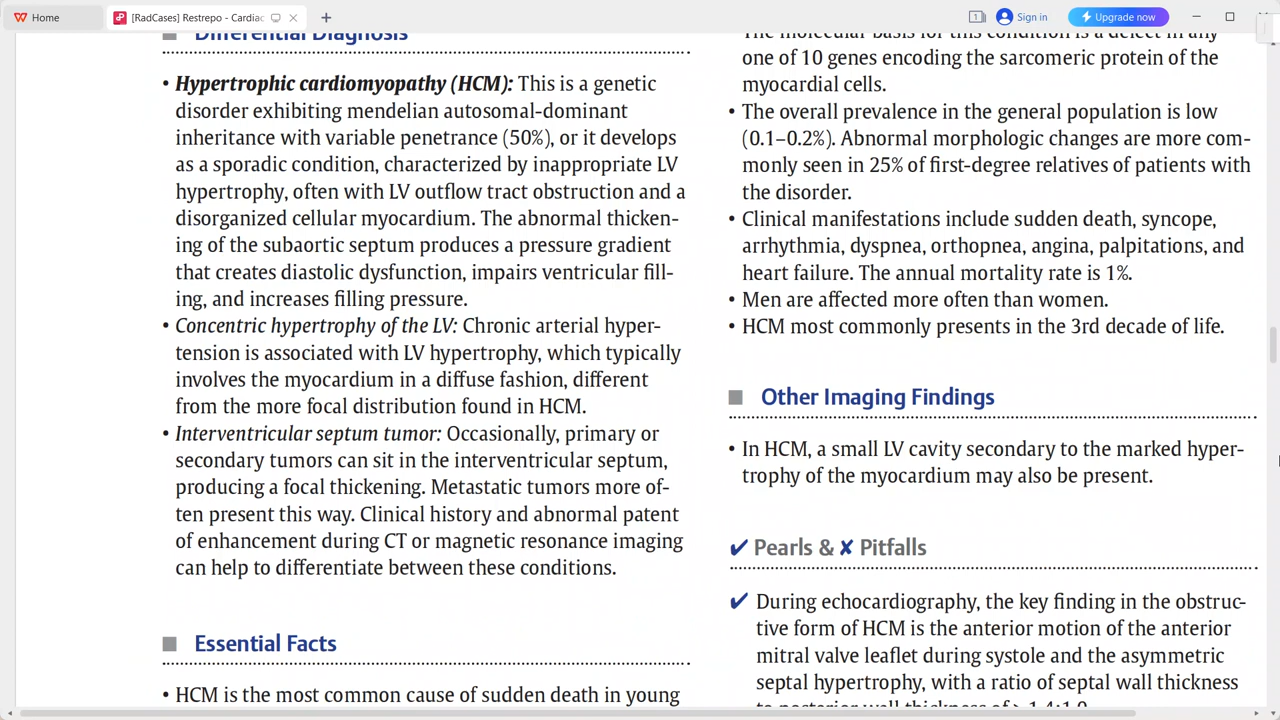 Home
[RadCases] Restrepo - Cardiac
1
Sign in
Upgrade now
Differential Diagnosis
• Hypertrophic cardiomyopathy (HCM): This is a genetic
disorder exhibiting mendelian autosomal-dominant
inheritance with variable penetrance (50%), or it develops
as a sporadic condition, characterized by inappropriate LV
hypertrophy, often with LV outflow tract obstruction and a
disorganized cellular myocardium. The abnormal thicken-
ing of the subaortic septum produces a pressure gradient
that creates diastolic dysfunction, impairs ventricular fill-
ing, and increases filling pressure.
• Concentric hypertrophy of the LV: Chronic arterial hyper-
tension is associated with LV hypertrophy, which typically
involves the myocardium in a diffuse fashion, different
from the more focal distribution found in HCM.
• Interventricular septum tumor: Occasionally, primary or
secondary tumors can sit in the interventricular septum,
producing a focal thickening. Metastatic tumors more of-
ten present this way. Clinical history and abnormal patent
of enhancement during CT or magnetic resonance imaging
can help to differentiate between these conditions.
Essential Facts
• HCM is the most common cause of sudden death in young
The molecular basis for this condition is a defect in any
one of 10 genes encoding the sarcomeric protein of the
myocardial cells.
• The overall prevalence in the general population is low
(0.1–0.2%). Abnormal morphologic changes are more com-
monly seen in 25% of first-degree relatives of patients with
the disorder.
• Clinical manifestations include sudden death, syncope,
arrhythmia, dyspnea, orthopnea, angina, palpitations, and
heart failure. The annual mortality rate is 1%.
• Men are affected more often than women.
• HCM most commonly presents in the 3rd decade of life.
Other Imaging Findings
• In HCM, a small LV cavity secondary to the marked hyper-
trophy of the myocardium may also be present.
✔ Pearls & ✘ Pitfalls
✔ During echocardiography, the key finding in the obstruc-
tive form of HCM is the anterior motion of the anterior
mitral valve leaflet during systole and the asymmetric
septal hypertrophy, with a ratio of septal wall thickness
to posterior wall thickness of > 1.4:1.0